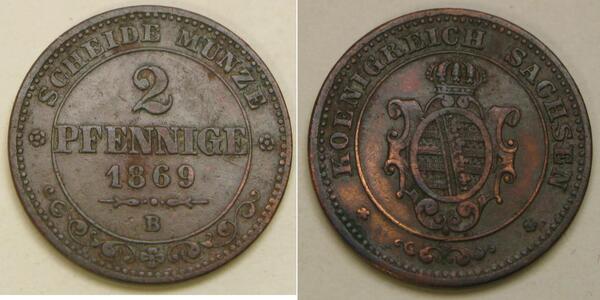 SCHEIDE MÜNZE
2
PFENNIGE
1869
B
KOENIGREICH SACHSEN